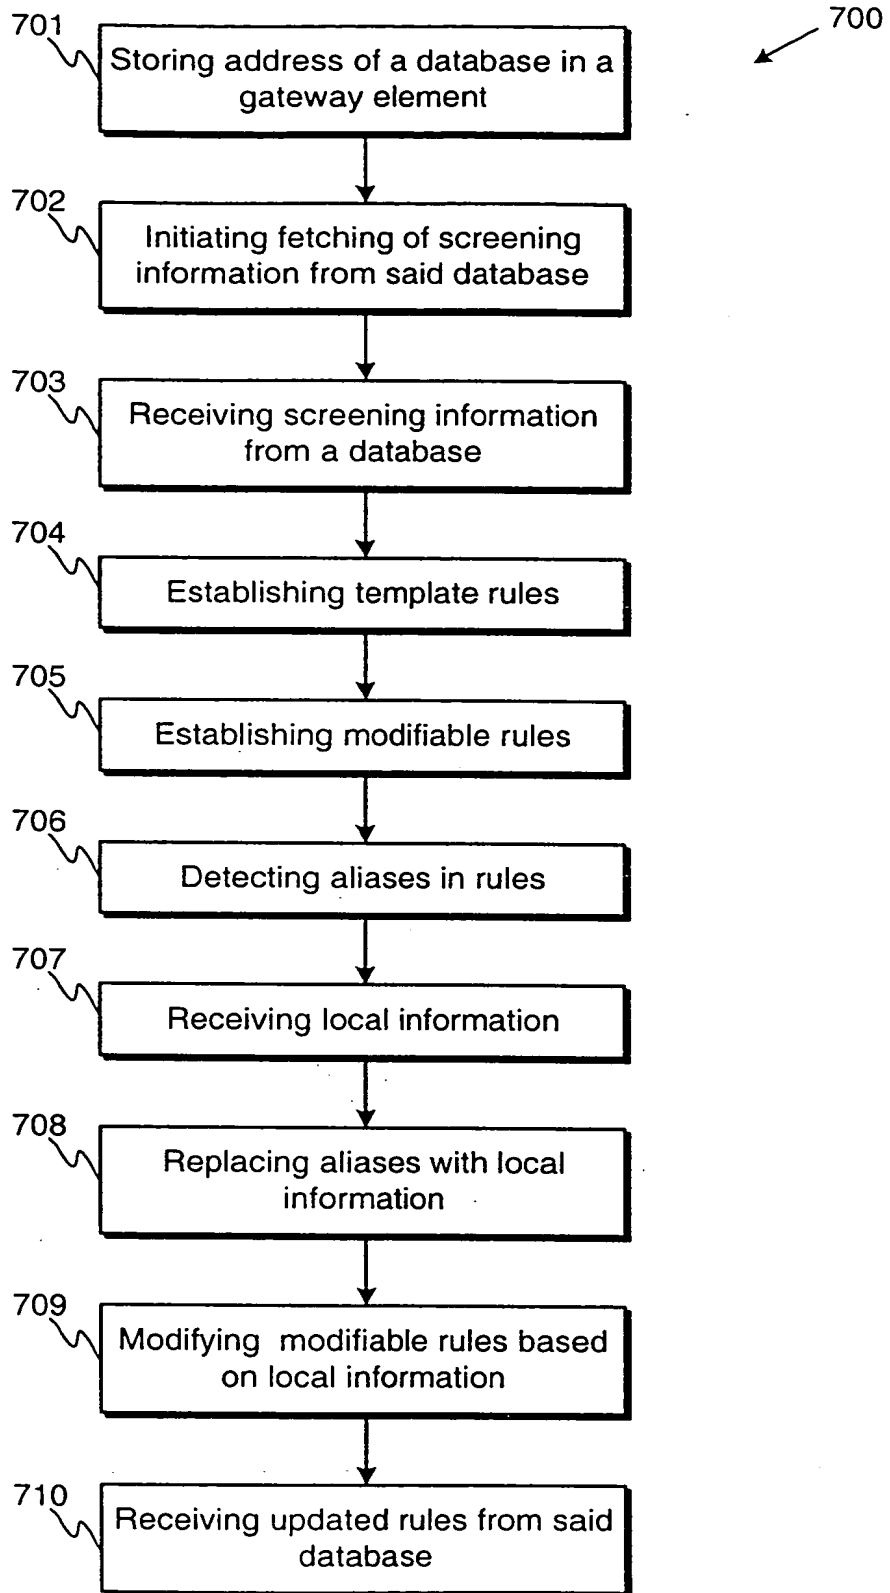 700
701
Storing address of a database in a
gateway element
702
Initiating fetching of screening
information from said database
703
Receiving screening information
from a database
704
Establishing template rules
705
Establishing modifiable rules
706
Detecting aliases in rules
707
Receiving local information
708
Replacing aliases with local
information
709
Modifying modifiable rules based
on local information
710
Receiving updated rules from said
database